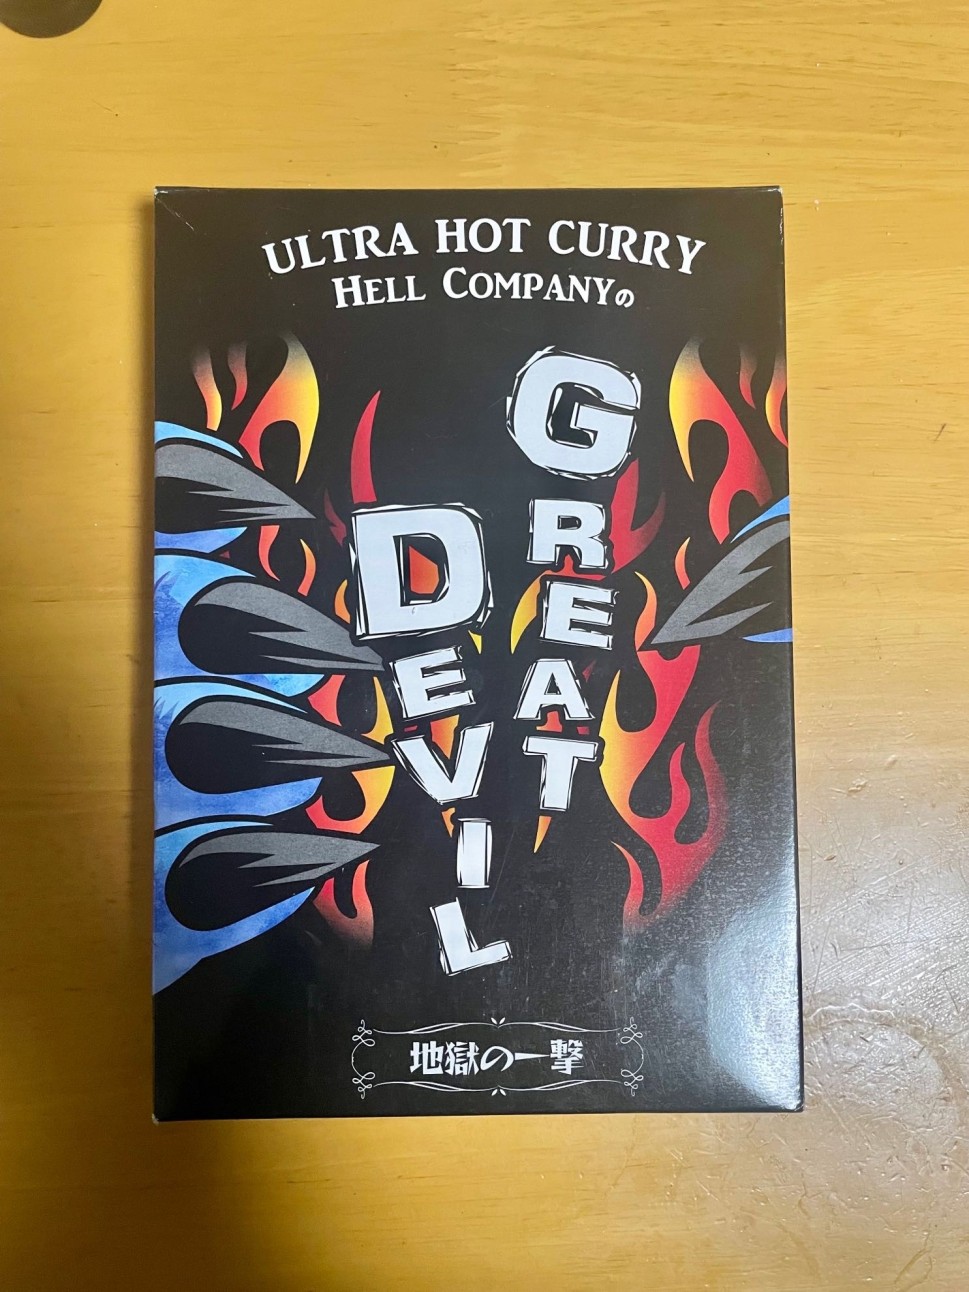 ULTRA HOT CURRY
HELL COMPANYの
GREAT
DEVIL
地獄の一撃